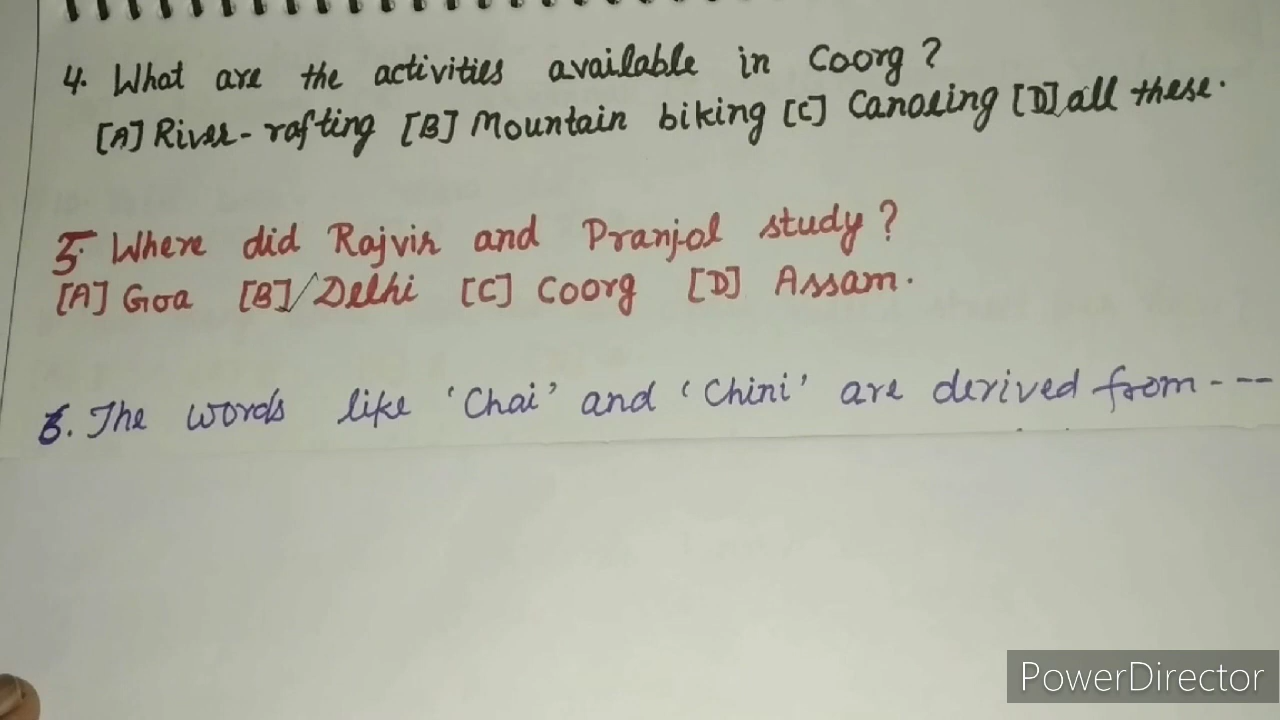 4. What are the activities available in Coorg?
[A] River-rafting [B] Mountain biking [C] Canoeing [D] all these.
5. Where did Rajvir and Pranjol study?
[A] Goa [B] Delhi [C] Coorg [D] Assam.
6. The words like 'Chai' and 'Chini' are derived from ---
PowerDirector